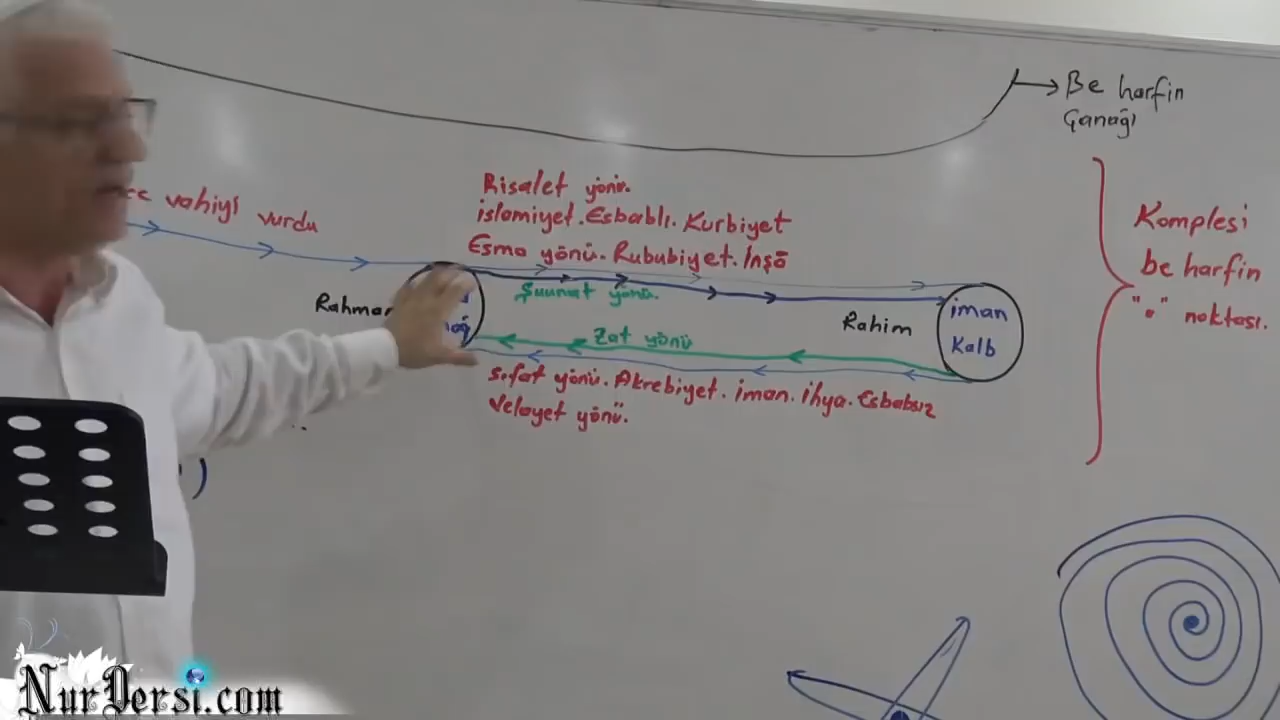 Be harfin
Çanağı
vahiyi vurdu
Risalet yönü.
islamiyet. Esbablı. Kurbiyet
Esma yönü. Rububiyet. İnşâ
Şuunat yönü.
Rahman
Rahim
iman
Kalb
Zat yönü
Sıfat yönü. Akrebiyet. iman. ihya. Esbabsız
Velayet yönü.
Komplesi
be harfin
"." noktası.
NurDersi.com